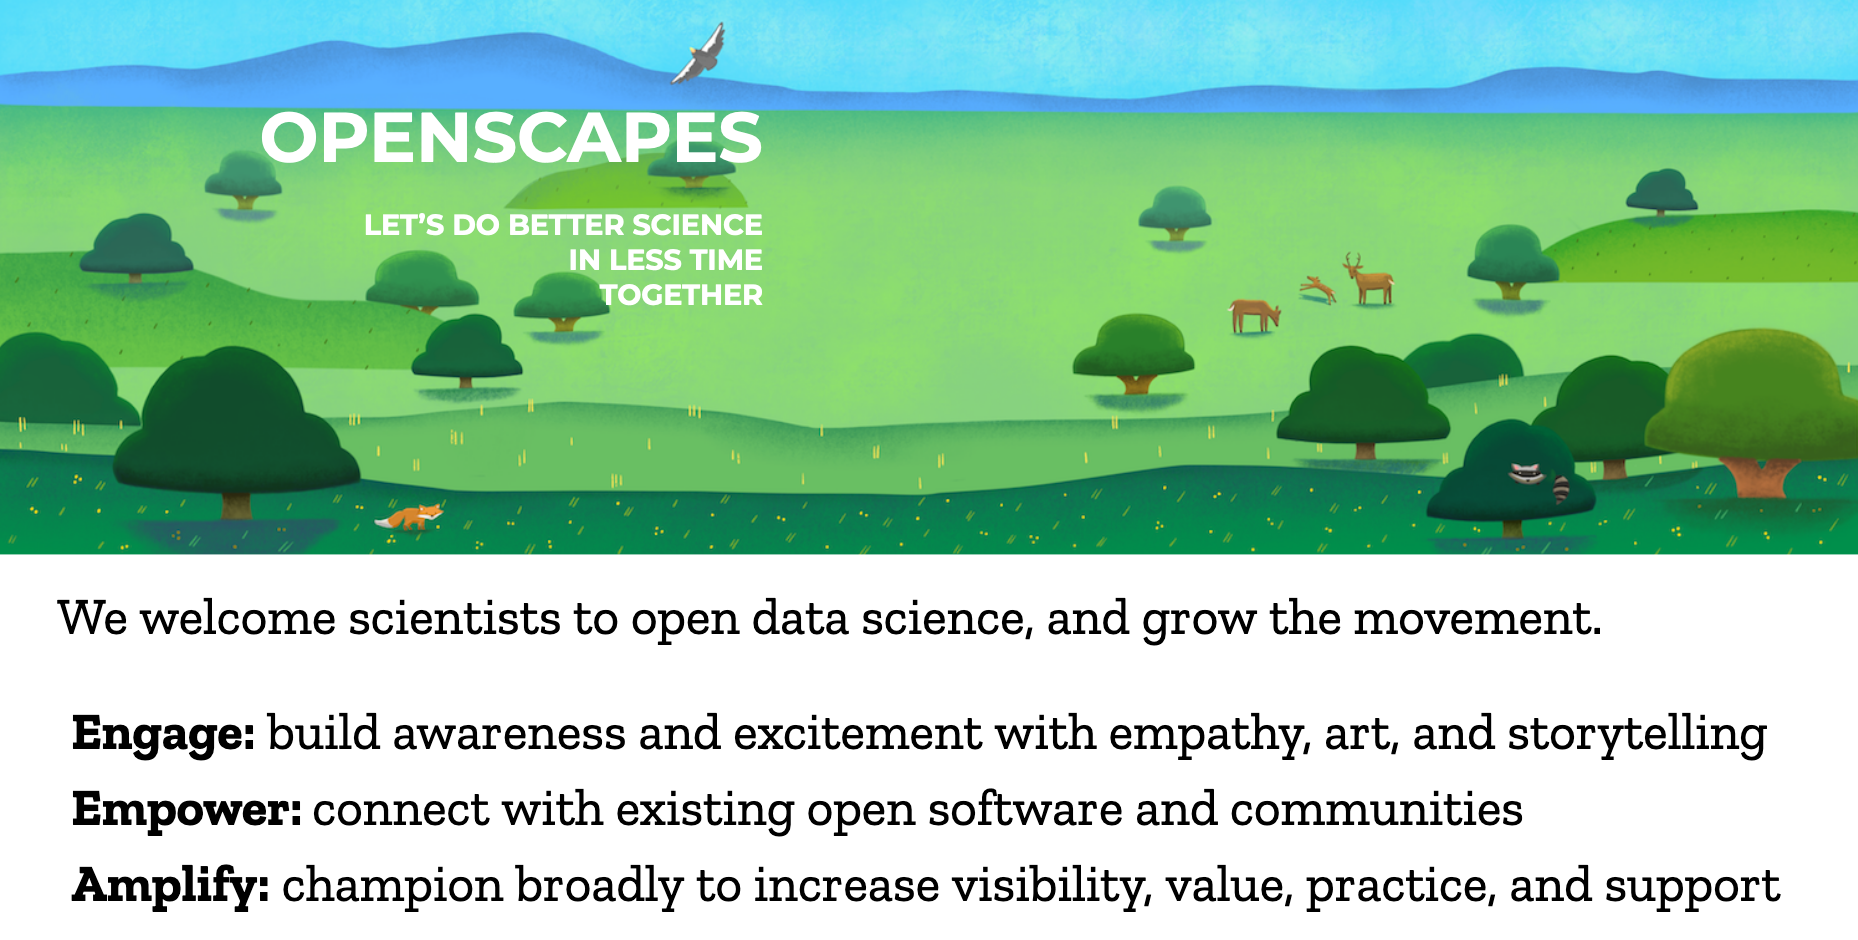 OPENSCAPES
LET’S DO BETTER SCIENCE
IN LESS TIME
TOGETHER
We welcome scientists to open data science, and grow the movement.
Engage: build awareness and excitement with empathy, art, and storytelling
Empower: connect with existing open software and communities
Amplify: champion broadly to increase visibility, value, practice, and support